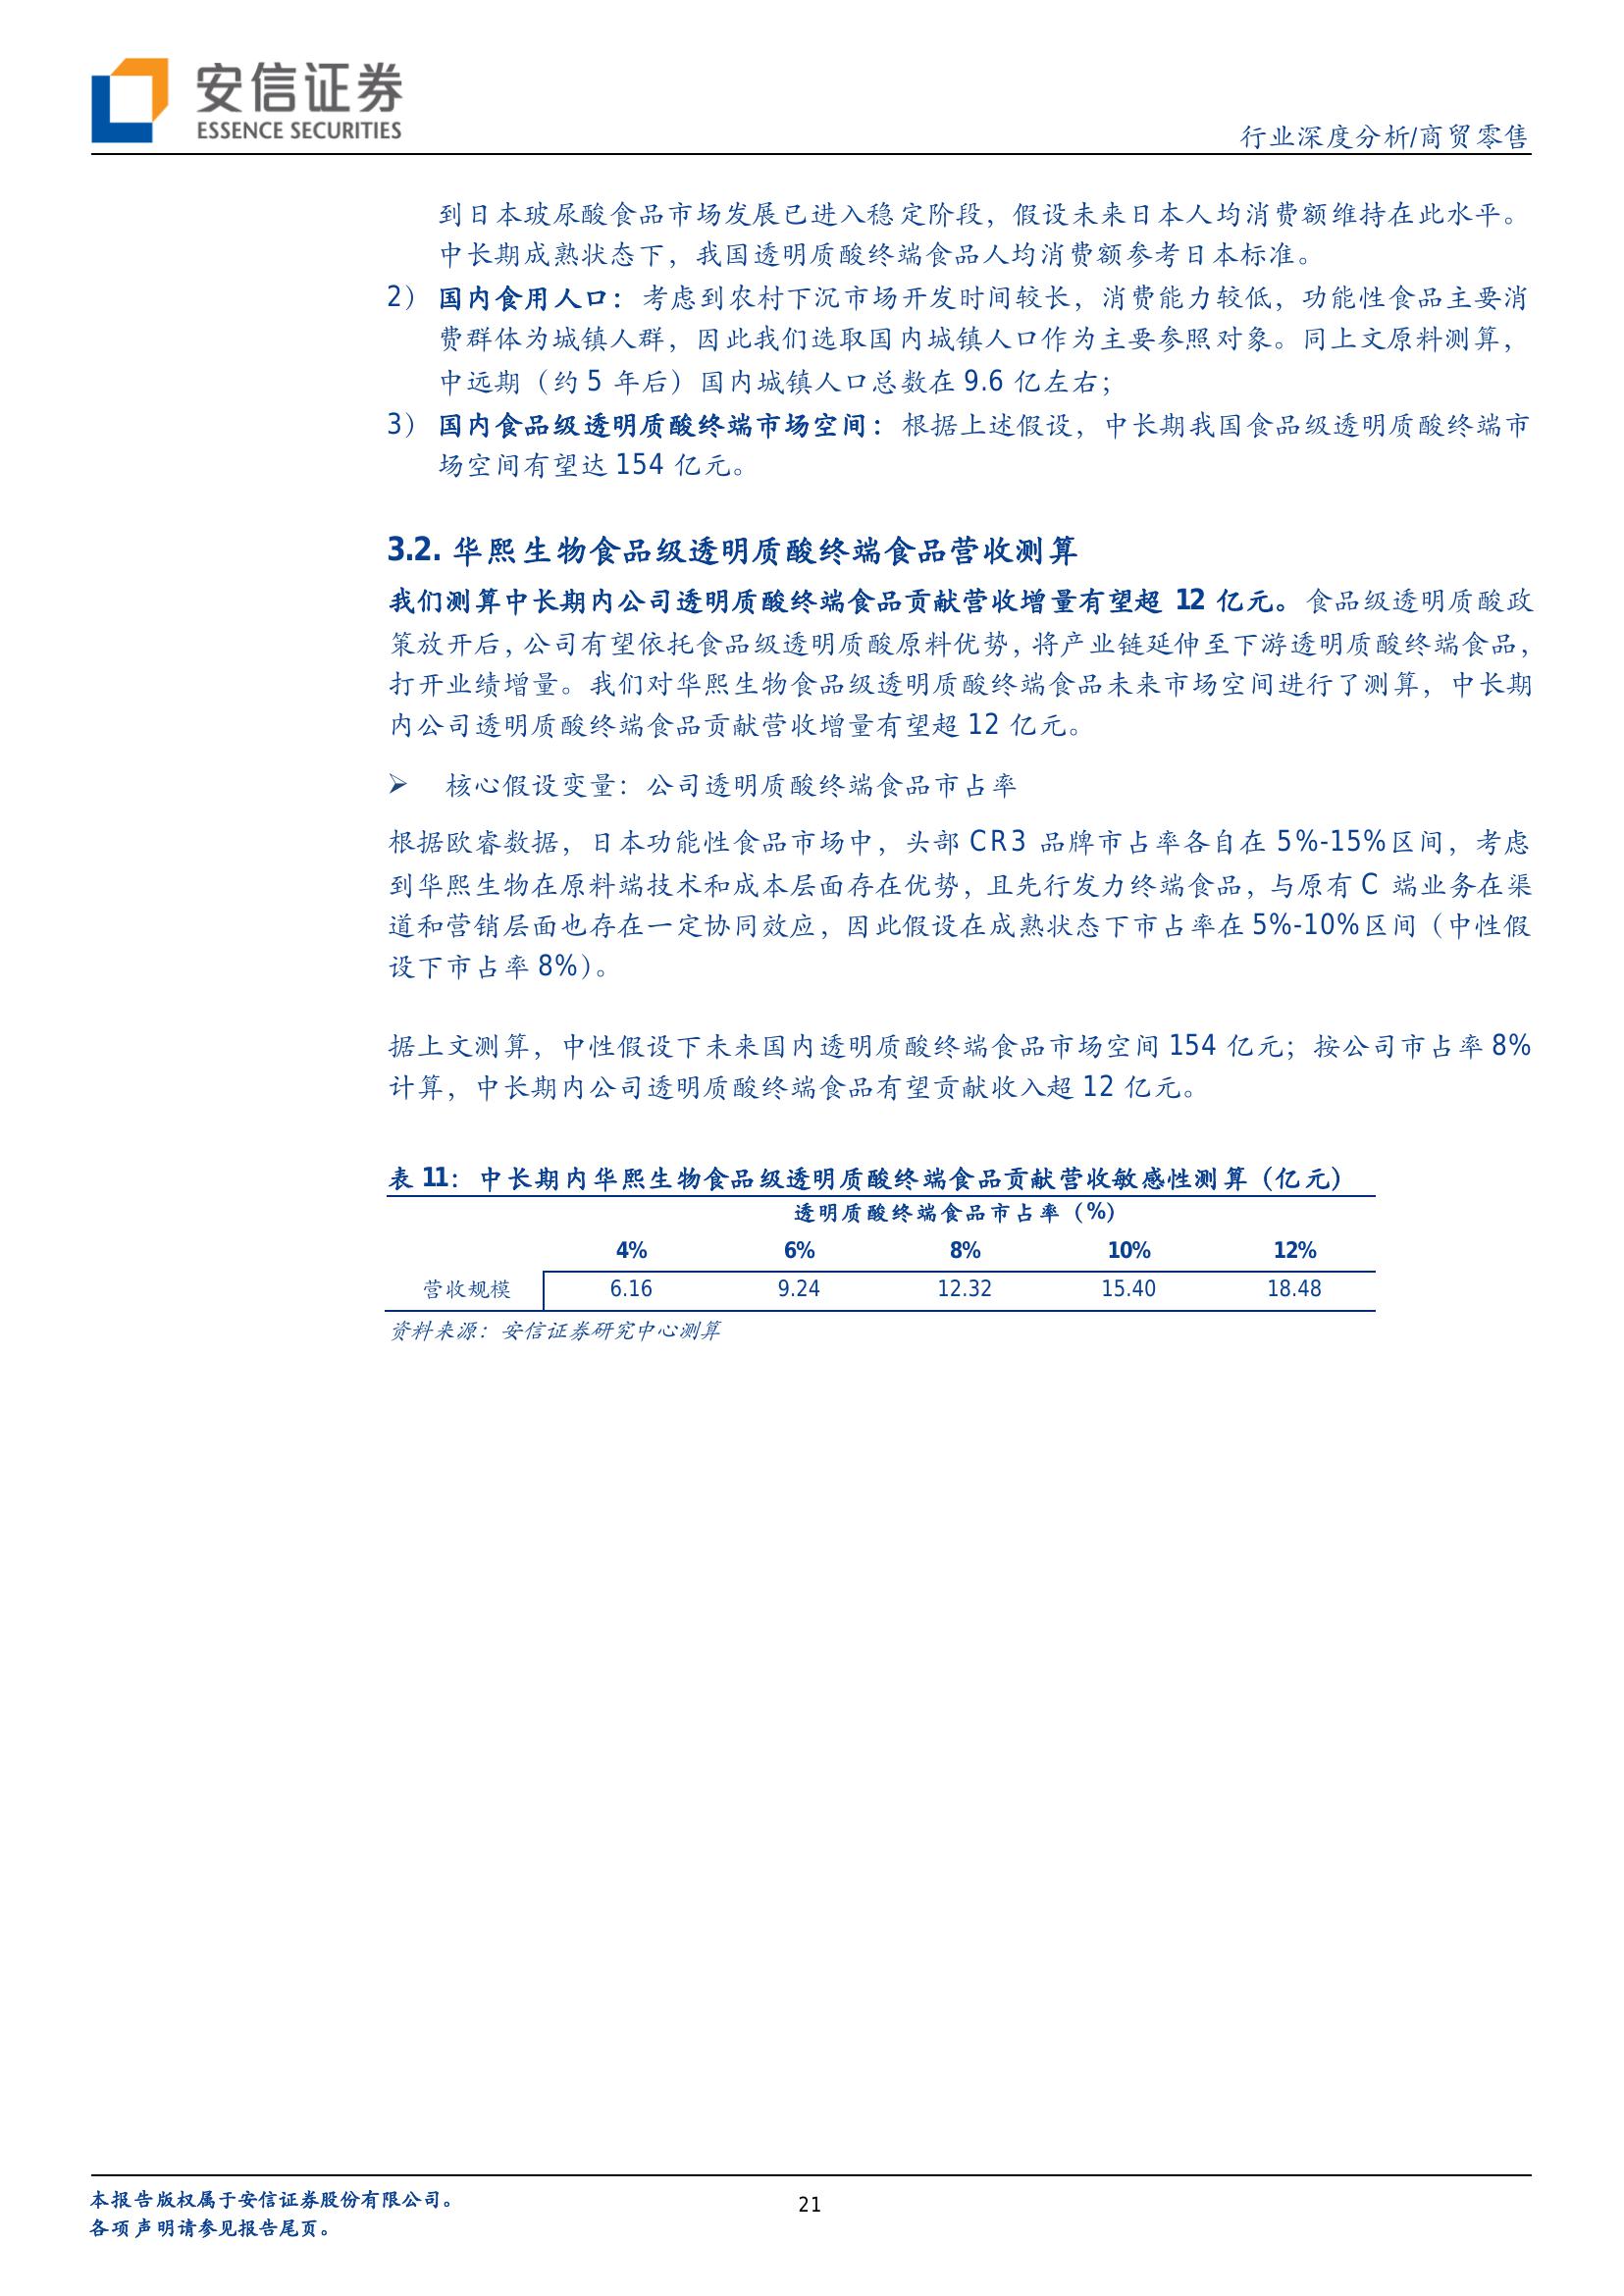 安信证券
ESSENCE SECURITIES
行业深度分析/商贸零售
到日本玻尿酸食品市场发展已进入稳定阶段，假设未来日本人均消费额维持在此水平。
中长期成熟状态下，我国透明质酸终端食品人均消费额参考日本标准。
2） 国内食用人口：考虑到农村下沉市场开发时间较长，消费能力较低，功能性食品主要消
费群体为城镇人群，因此我们选取国内城镇人口作为主要参照对象。同上文原料测算，
中远期（约 5 年后）国内城镇人口总数在 9.6 亿左右；
3） 国内食品级透明质酸终端市场空间：根据上述假设，中长期我国食品级透明质酸终端市
场空间有望达 154 亿元。
3.2. 华熙生物食品级透明质酸终端食品营收测算
我们测算中长期内公司透明质酸终端食品贡献营收增量有望超 12 亿元。食品级透明质酸政
策放开后，公司有望依托食品级透明质酸原料优势，将产业链延伸至下游透明质酸终端食品，
打开业绩增量。我们对华熙生物食品级透明质酸终端食品未来市场空间进行了测算，中长期
内公司透明质酸终端食品贡献营收增量有望超 12 亿元。
➢ 核心假设变量：公司透明质酸终端食品市占率
根据欧睿数据，日本功能性食品市场中，头部 CR3 品牌市占率各自在 5%-15%区间，考虑
到华熙生物在原料端技术和成本层面存在优势，且先行发力终端食品，与原有 C 端业务在渠
道和营销层面也存在一定协同效应，因此假设在成熟状态下市占率在 5%-10%区间（中性假
设下市占率 8%）。
据上文测算，中性假设下未来国内透明质酸终端食品市场空间 154 亿元；按公司市占率 8%
计算，中长期内公司透明质酸终端食品有望贡献收入超 12 亿元。
表 11：中长期内华熙生物食品级透明质酸终端食品贡献营收敏感性测算（亿元）
透明质酸终端食品市占率（%）
4% 6% 8% 10% 12%
营收规模 6.16 9.24 12.32 15.40 18.48
资料来源：安信证券研究中心测算
本报告版权属于安信证券股份有限公司。
各项声明请参见报告尾页。
21